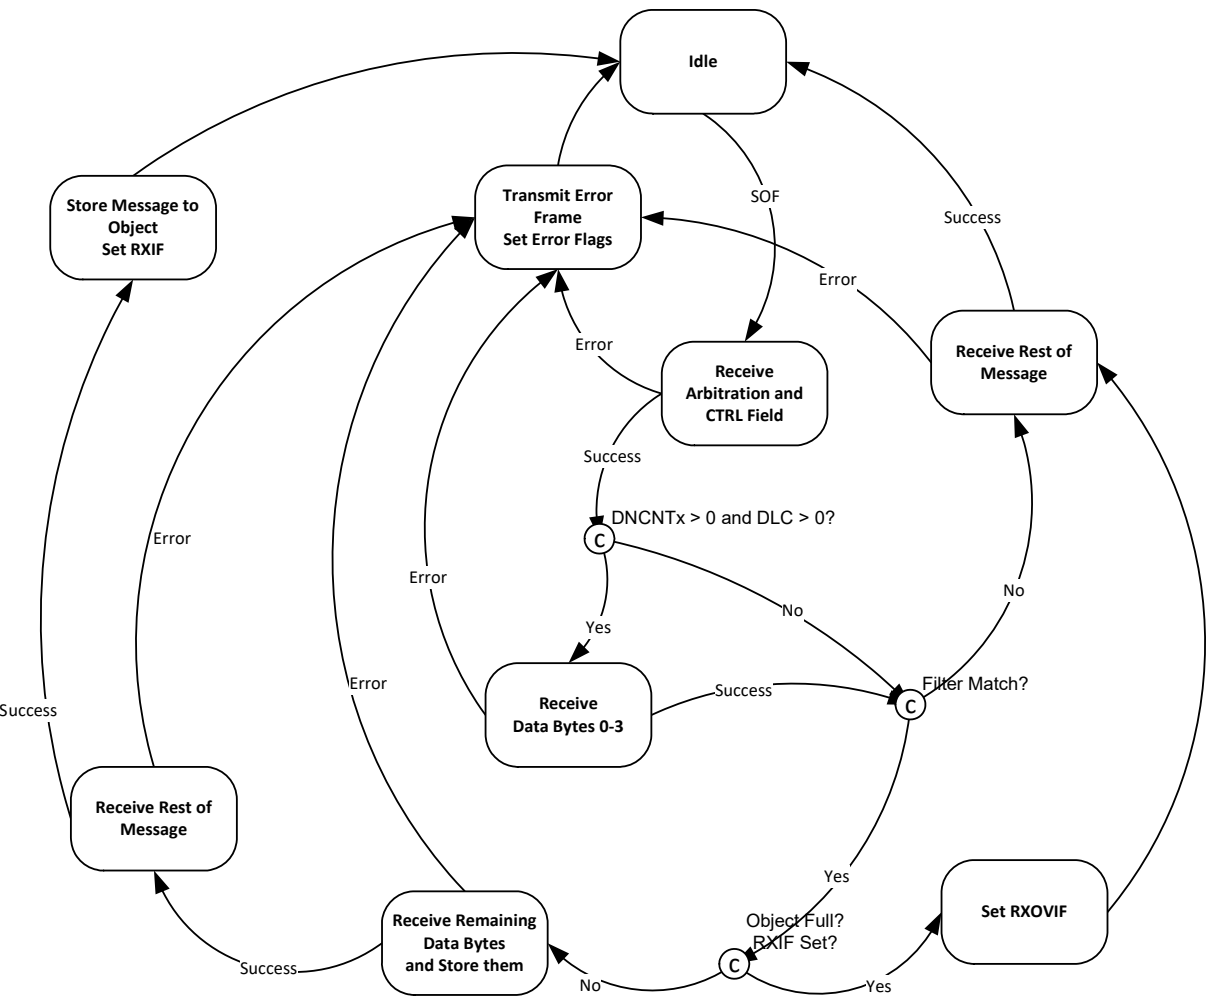 Idle
Store Message to
Object
Set RXIF
Transmit Error
Frame
Set Error Flags
SOF
Success
Error
Receive Rest of
Message
Error
Receive
Arbitration and
CTRL Field
Success
DNCNTx > 0 and DLC > 0?
C
Error
Error
No
No
Yes
Error
Success
Filter Match?
C
Success
Receive
Data Bytes 0-3
Receive Rest of
Message
Yes
Object Full?
RXIF Set?
C
Set RXOVIF
Receive Remaining
Data Bytes
and Store them
Success
No
Yes